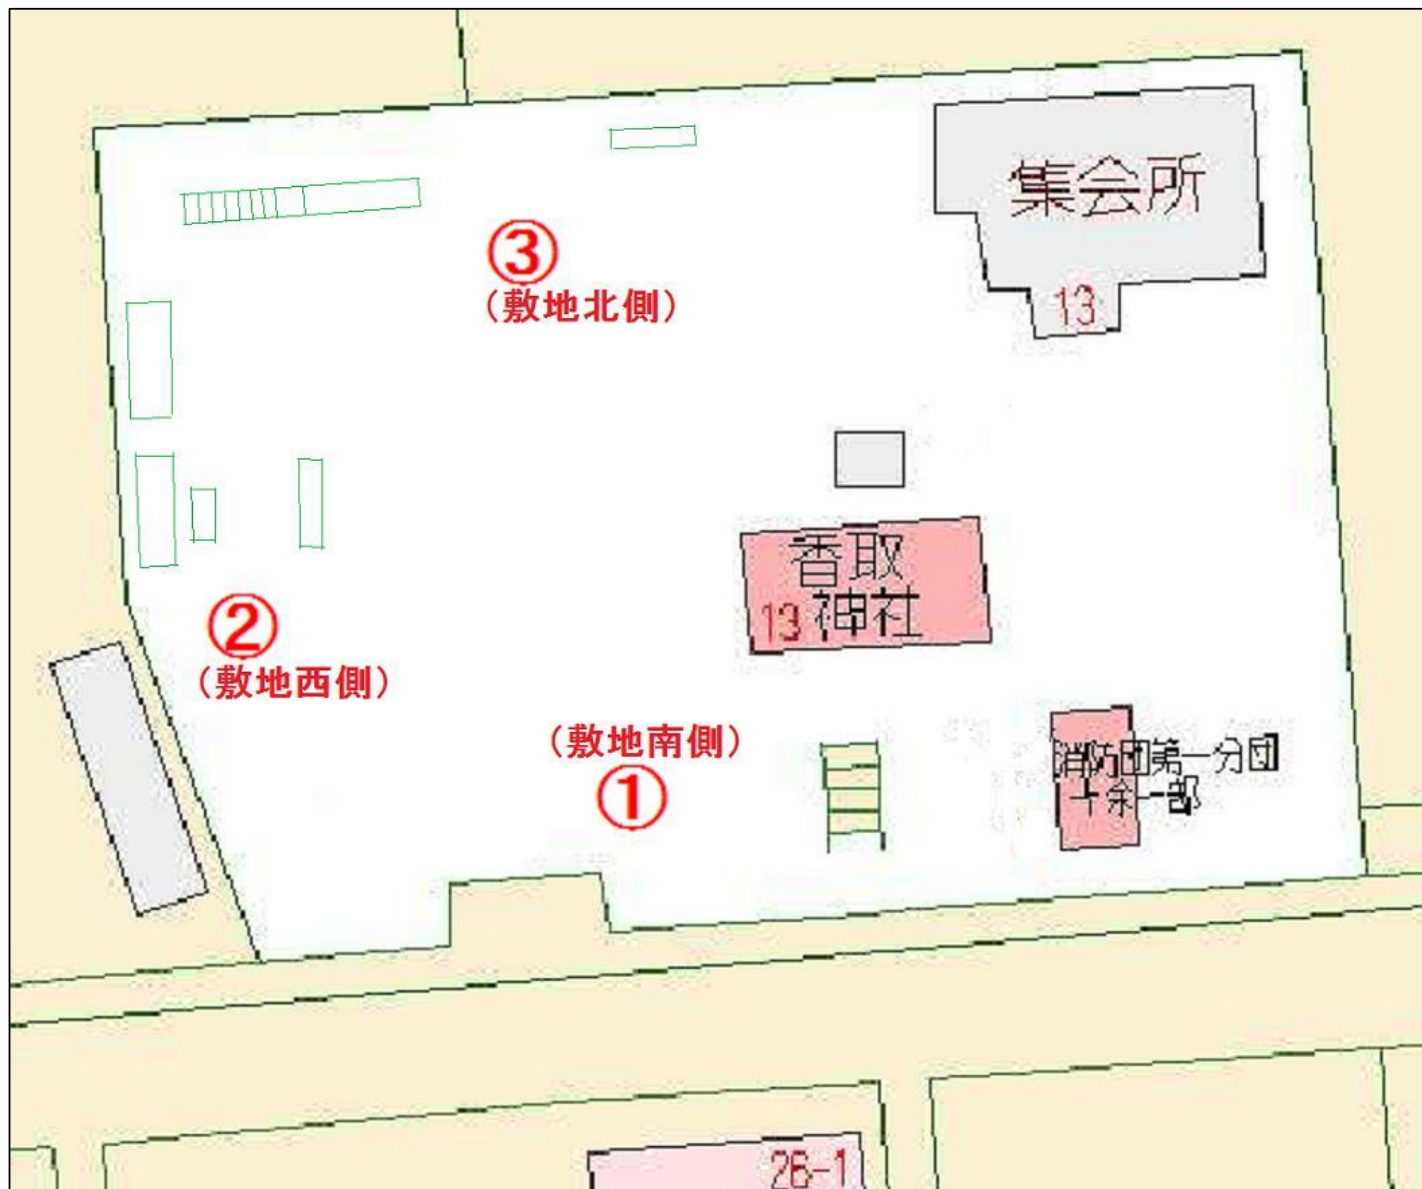 集会所
13
③
（敷地北側）
香取
神社
13
②
（敷地西側）
（敷地南側）
①
消防団第一分団
十余一部
26-1